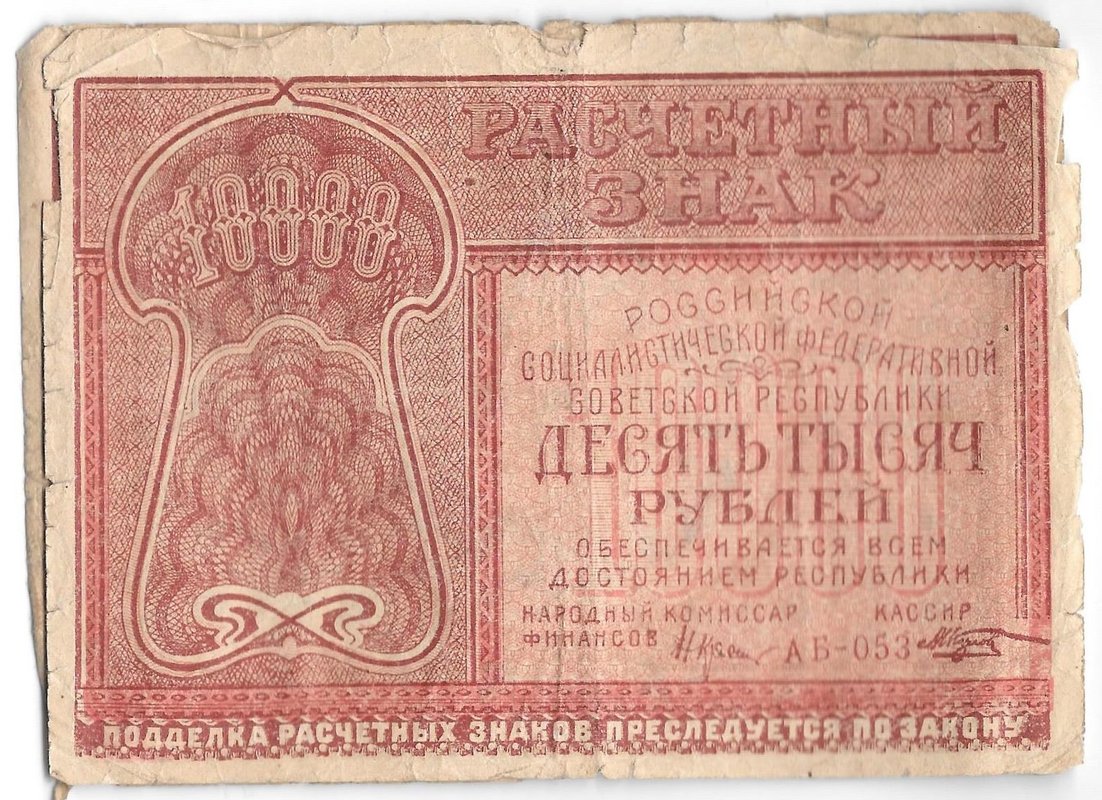 10000
РАСЧЕТНЫЙ
ЗНАК
РОССИЙСКОЙ
СОЦИАЛИСТИЧЕСКОЙ ФЕДЕРАТИВНОЙ
СОВЕТСКОЙ РЕСПУБЛИКИ
10000
ДЕСЯТЬ ТЫСЯЧ
РУБЛЕЙ
ОБЕСПЕЧИВАЕТСЯ ВСЕМ
ДОСТОЯНИЕМ РЕСПУБЛИКИ
НАРОДНЫЙ КОМИССАР КАССИР
ФИНАНСОВ АБ-053
ПОДДЕЛКА РАСЧЕТНЫХ ЗНАКОВ ПРЕСЛЕДУЕТСЯ ПО ЗАКОНУ